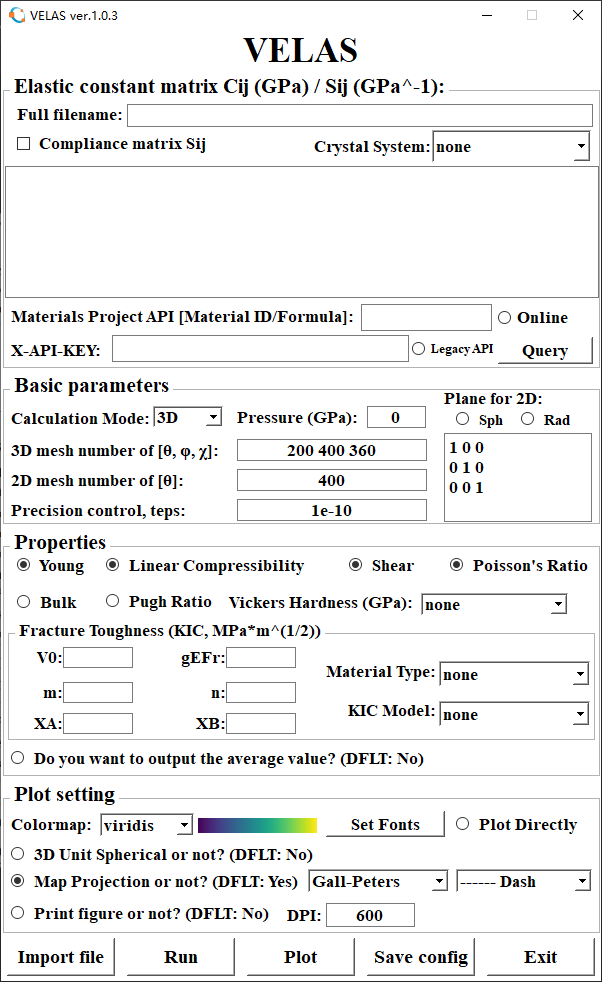 VELAS ver.1.0.3
VELAS
Elastic constant matrix Cij (GPa) / Sij (GPa^-1):
Full filename:
Compliance matrix Sij
Crystal System: none
Materials Project API [Material ID/Formula]: Online
X-API-KEY: Legacy API Query
Basic parameters
Plane for 2D:
Calculation Mode: 3D Pressure (GPa): 0 Sph Rad
3D mesh number of [θ, φ, χ]: 200 400 360
1 0 0
0 1 0
0 0 1
2D mesh number of [θ]: 400
Precision control, teps: 1e-10
Properties
Young Linear Compressibility Shear Poisson's Ratio
Bulk Pugh Ratio Vickers Hardness (GPa): none
Fracture Toughness (KIC, MPa*m^(1/2))
V0: gEFr:
Material Type: none
m: n:
KIC Model: none
XA: XB:
Do you want to output the average value? (DFLT: No)
Plot setting
Colormap: viridis Set Fonts Plot Directly
3D Unit Spherical or not? (DFLT: No)
Map Projection or not? (DFLT: Yes) Gall-Peters ------ Dash
Print figure or not? (DFLT: No) DPI: 600
Import file Run Plot Save config Exit